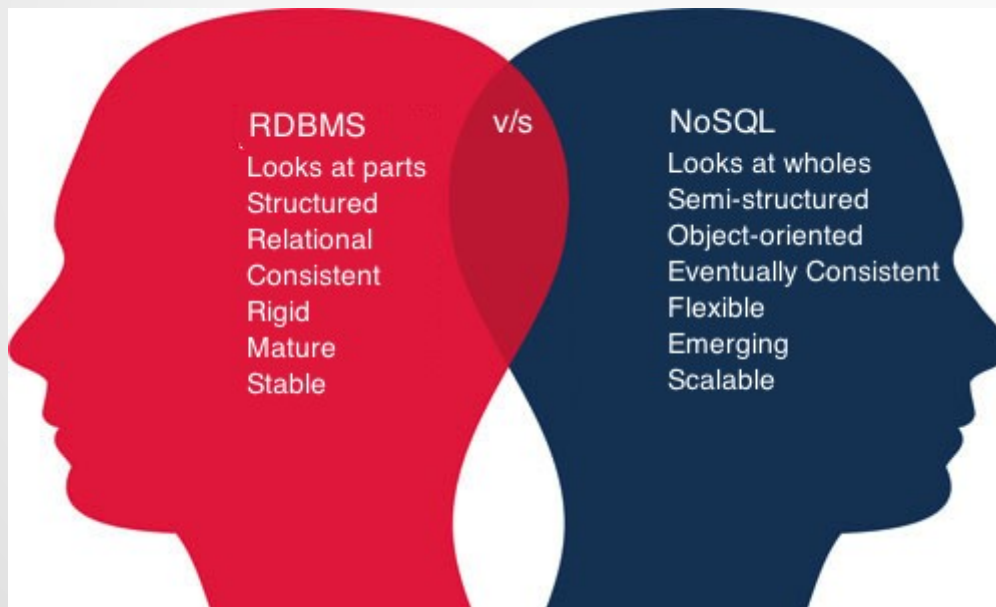 RDBMS
Looks at parts
Structured
Relational
Consistent
Rigid
Mature
Stable
v/s
NoSQL
Looks at wholes
Semi-structured
Object-oriented
Eventually Consistent
Flexible
Emerging
Scalable